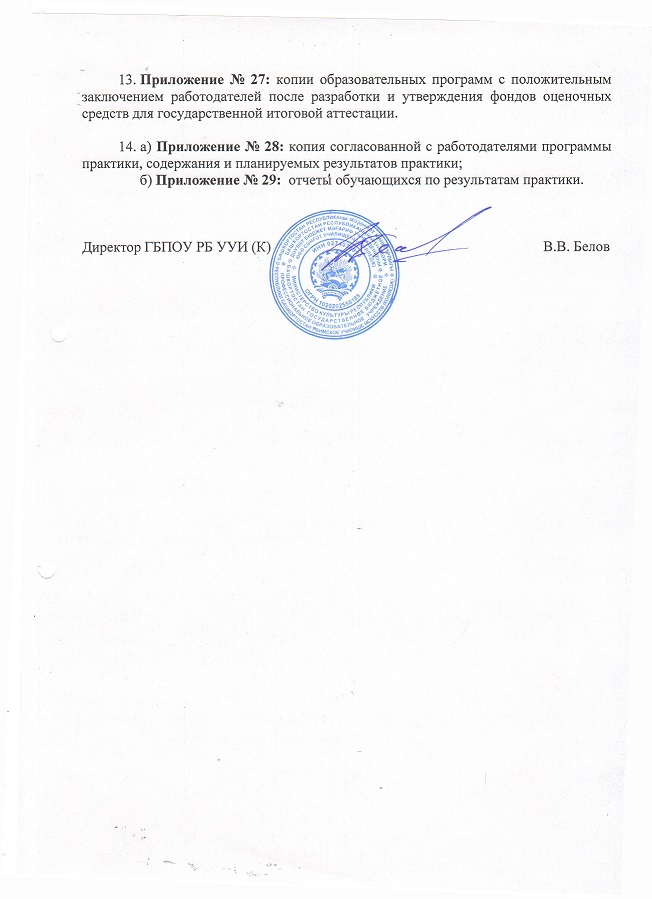 13. Приложение № 27: копии образовательных программ с положительным
заключением работодателей после разработки и утверждения фондов оценочных
средств для государственной итоговой аттестации.
14. а) Приложение № 28: копия согласованной с работодателями программы
практики, содержания и планируемых результатов практики;
б) Приложение № 29: отчеты обучающихся по результатам практики.
Директор ГБПОУ РБ УУИ (К)
В.В. Белов